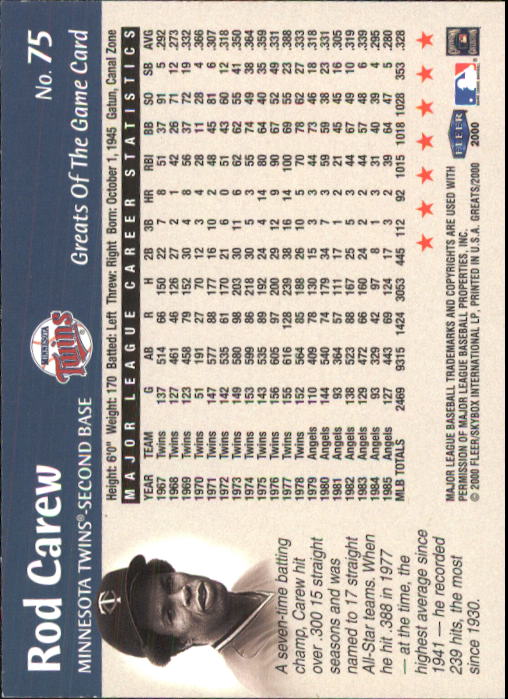 Rod Carew No. 75
MINNESOTA TWINS®-SECOND BASE
MINNESOTA Twins
Greats Of The Game Card
A seven-time batting
champ, Carew hit
over .300 15 straight
seasons and was
named to 17 straight
All-Star teams. When
he hit .388 in 1977
— at the time, the
highest average since
1941 — he recorded
239 hits, the most
since 1930.
Height: 6'0" Weight: 170 Batted: Left Threw: Right Born: October 1, 1945 Gatun, Canal Zone
MAJOR LEAGUE CAREER STATISTICS
YEAR TEAM G AB R H 2B 3B HR RBI BB SO SB AVG
1967 Twins 137 514 66 150 22 7 8 51 37 91 5 .292
1968 Twins 127 461 46 127 27 2 1 42 26 71 12 .273
1969 Twins 123 458 79 152 30 4 8 56 37 72 19 .332
1970 Twins 51 191 27 70 12 3 4 28 11 28 4 .366
1971 Twins 147 577 88 177 16 10 2 48 45 81 6 .307
1972 Twins 142 535 61 170 21 6 0 51 43 60 12 .318
1973 Twins 149 580 98 203 30 11 6 62 62 55 41 .350
1974 Twins 153 599 86 218 30 5 3 55 74 49 38 .364
1975 Twins 143 535 89 192 24 4 14 80 64 40 35 .359
1976 Twins 156 605 97 200 29 12 9 90 67 52 49 .331
1977 Twins 155 616 128 239 38 16 14 100 69 55 23 .388
1978 Twins 152 564 85 188 26 10 5 70 78 62 27 .333
1979 Angels 110 409 78 130 15 3 3 44 73 46 18 .318
1980 Angels 144 540 74 179 34 7 3 59 59 38 23 .331
1981 Angels 93 364 57 111 17 1 2 21 45 45 16 .305
1982 Angels 138 523 88 167 25 5 3 44 67 49 10 .319
1983 Angels 129 472 66 160 24 2 2 44 57 48 6 .339
1984 Angels 93 329 42 97 8 1 3 31 40 39 4 .295
1985 Angels 127 443 69 124 17 3 2 39 64 47 5 .280
MLB TOTALS 2469 9315 1424 3053 445 112 92 1015 1018 1028 353 .328
MAJOR LEAGUE BASEBALL TRADEMARKS AND COPYRIGHTS ARE USED WITH
PERMISSION OF MAJOR LEAGUE BASEBALL PROPERTIES, INC.
© 2000 FLEER/SKYBOX INTERNATIONAL LP, PRINTED IN U.S.A. GREATS/2000
FLEER
2000